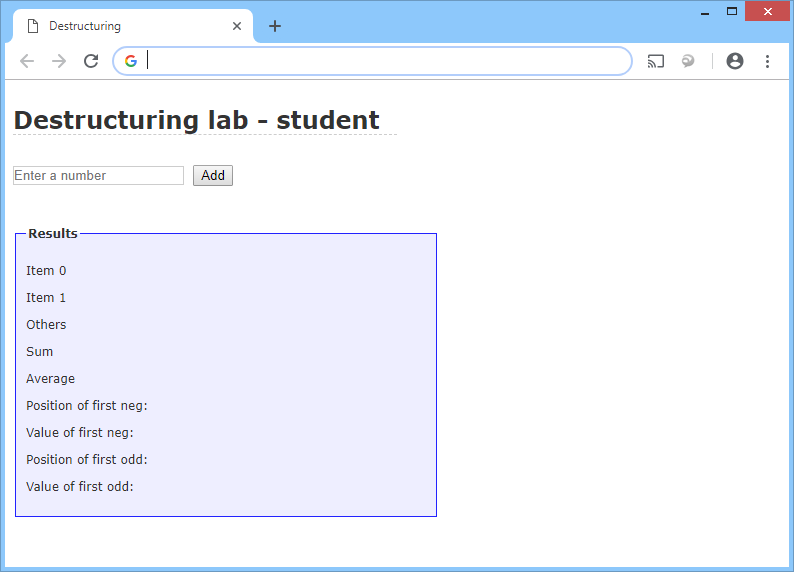 Destructuring
Destructuring lab - student
Enter a number
Add
Results
Item 0
Item 1
Others
Sum
Average
Position of first neg:
Value of first neg:
Position of first odd:
Value of first odd: